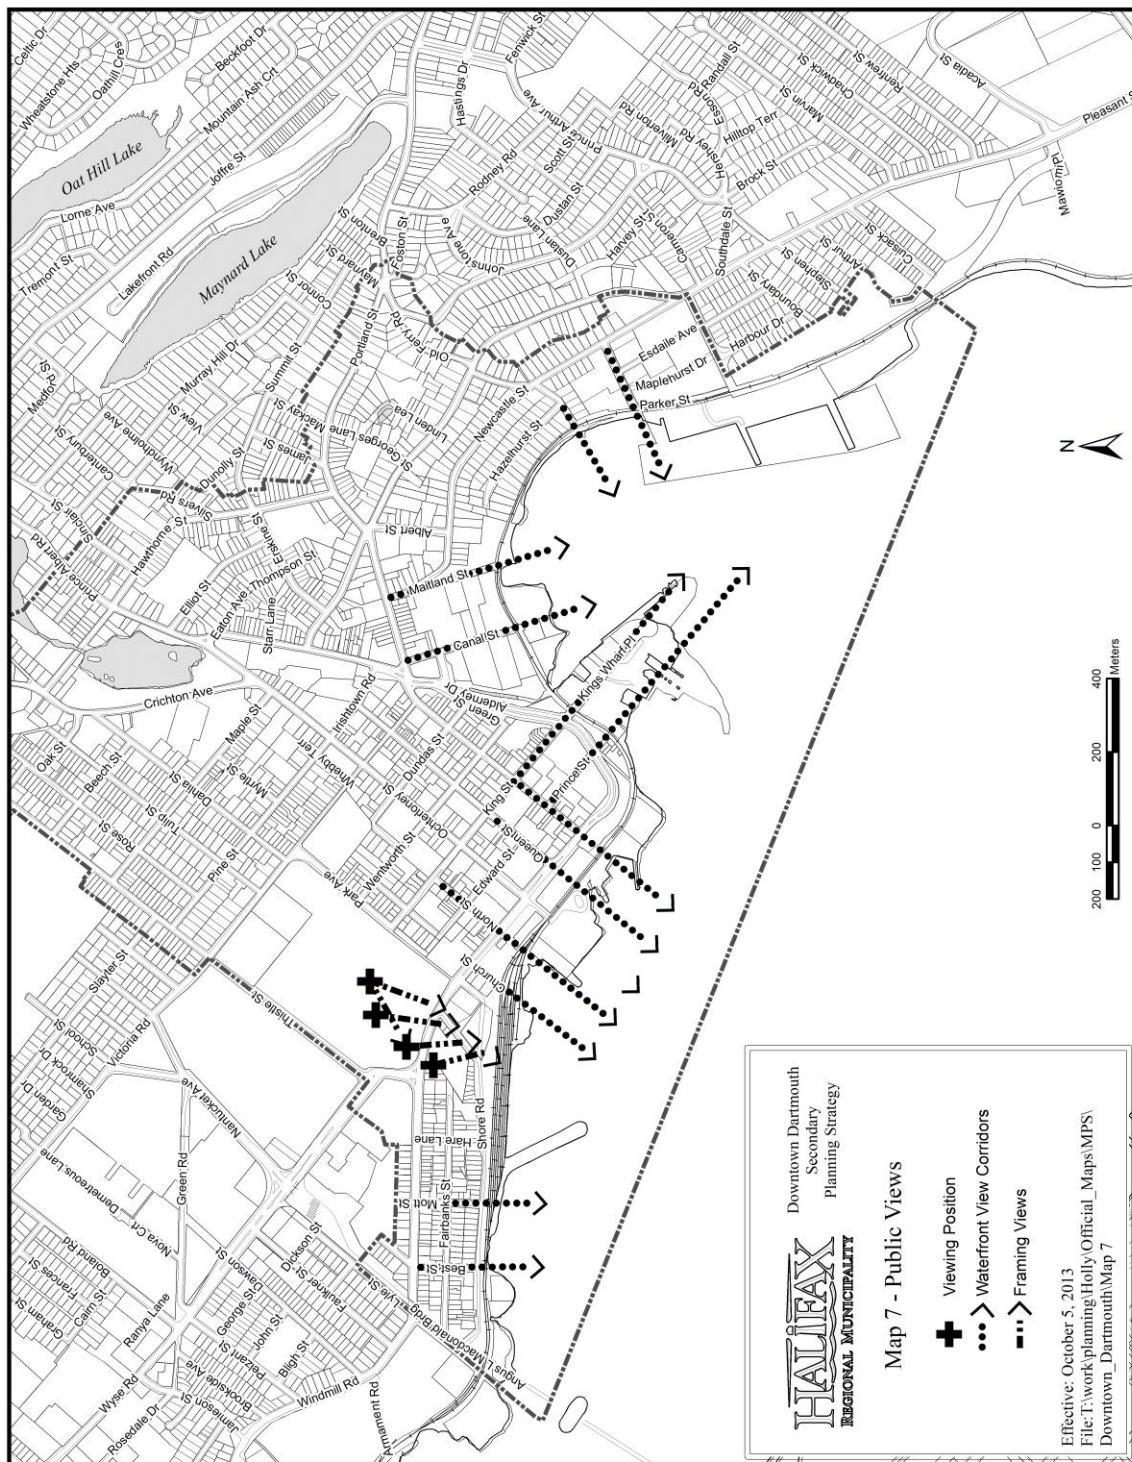 Celtic Dr
Wheatstone Hts
Oathill Cres
Beckfoot Dr
Mountain Ash Crt
Oat Hill Lake
Lorne Ave
Joffre St
Tremont St
Lakefront Rd
Maynard Lake
Hastings Dr
Fenwick St
Prince Arthur Ave
Rodney Rd
Scott St
Dustan St
Milverton Rd
Esson Rd
Randall St
Hershey Rd
Hilltop Terr
Brock St
Chadwick St
Marvin St
Renfrew St
Acadia St
Pleasant S
Brenton St
Maynard St
Connor St
Foston St
Johnstone Ave
Dustan Lane
Harvey St
Cameron St
Southdale St
Cusack St
Arthur St
Stephen St
Boundary St
Harbour Dr
Esdaile Ave
Maplehurst Dr
Parker St
Portland St
Old Ferry Rd
Murray Hill Dr
Summit St
View St
Mackay St
James St
Georges Lane
St
Linden Lea
Newcastle St
Hazelhurst St
Canterbury St
Wyndholme Ave
Dunolly St
Silvers Rd
Sinclair St
Prince Albert Rd
Hawthorne St
Erskine St
Elliot St
Eaton Ave
Thompson St
Starr Lane
Albert St
Maitland St
Canal St
Kings Wharf Pl
Alderney Dr
Green St
Crichton Ave
Irishtown Rd
Maple St
Whebby Terr
Dundas St
Oak St
Beech St
Dahlia St
Myrtle St
Tulip St
Rose St
Pine St
Ochterloney St
King St
Prince St
Queen St
Edward St
Wentworth St
Park Ave
North St
Church St
Slayter St
School St
Shamrock Dr
Garden Dr
Victoria Rd
Thistle St
Nantucket Ave
Demetreous Lane
Green Rd
Nova Crt
Shore Rd
Hare Lane
Fairbanks St
Mott St
Best St
Lyle St
Angus L Macdonald Brdg
Dickson St
Faulkner St
Dawson St
George St
John St
Pelzant St
Bligh St
Brookside Ave
Jamieson St
Windmill Rd
Armament Rd
Boland Rd
Frances St
Cairn St
Graham St
Ranya Lane
Wyse Rd
Rosedale Dr
N
200 100 0 200 400
Meters
HALIFAX
REGIONAL MUNICIPALITY
Downtown Dartmouth
Secondary
Planning Strategy
Map 7 - Public Views
Viewing Position
Waterfront View Corridors
Framing Views
Effective: October 5, 2013
File:T:\work\planning\Holly\Official_Maps\MPS\
Downtown_Dartmouth\Map 7